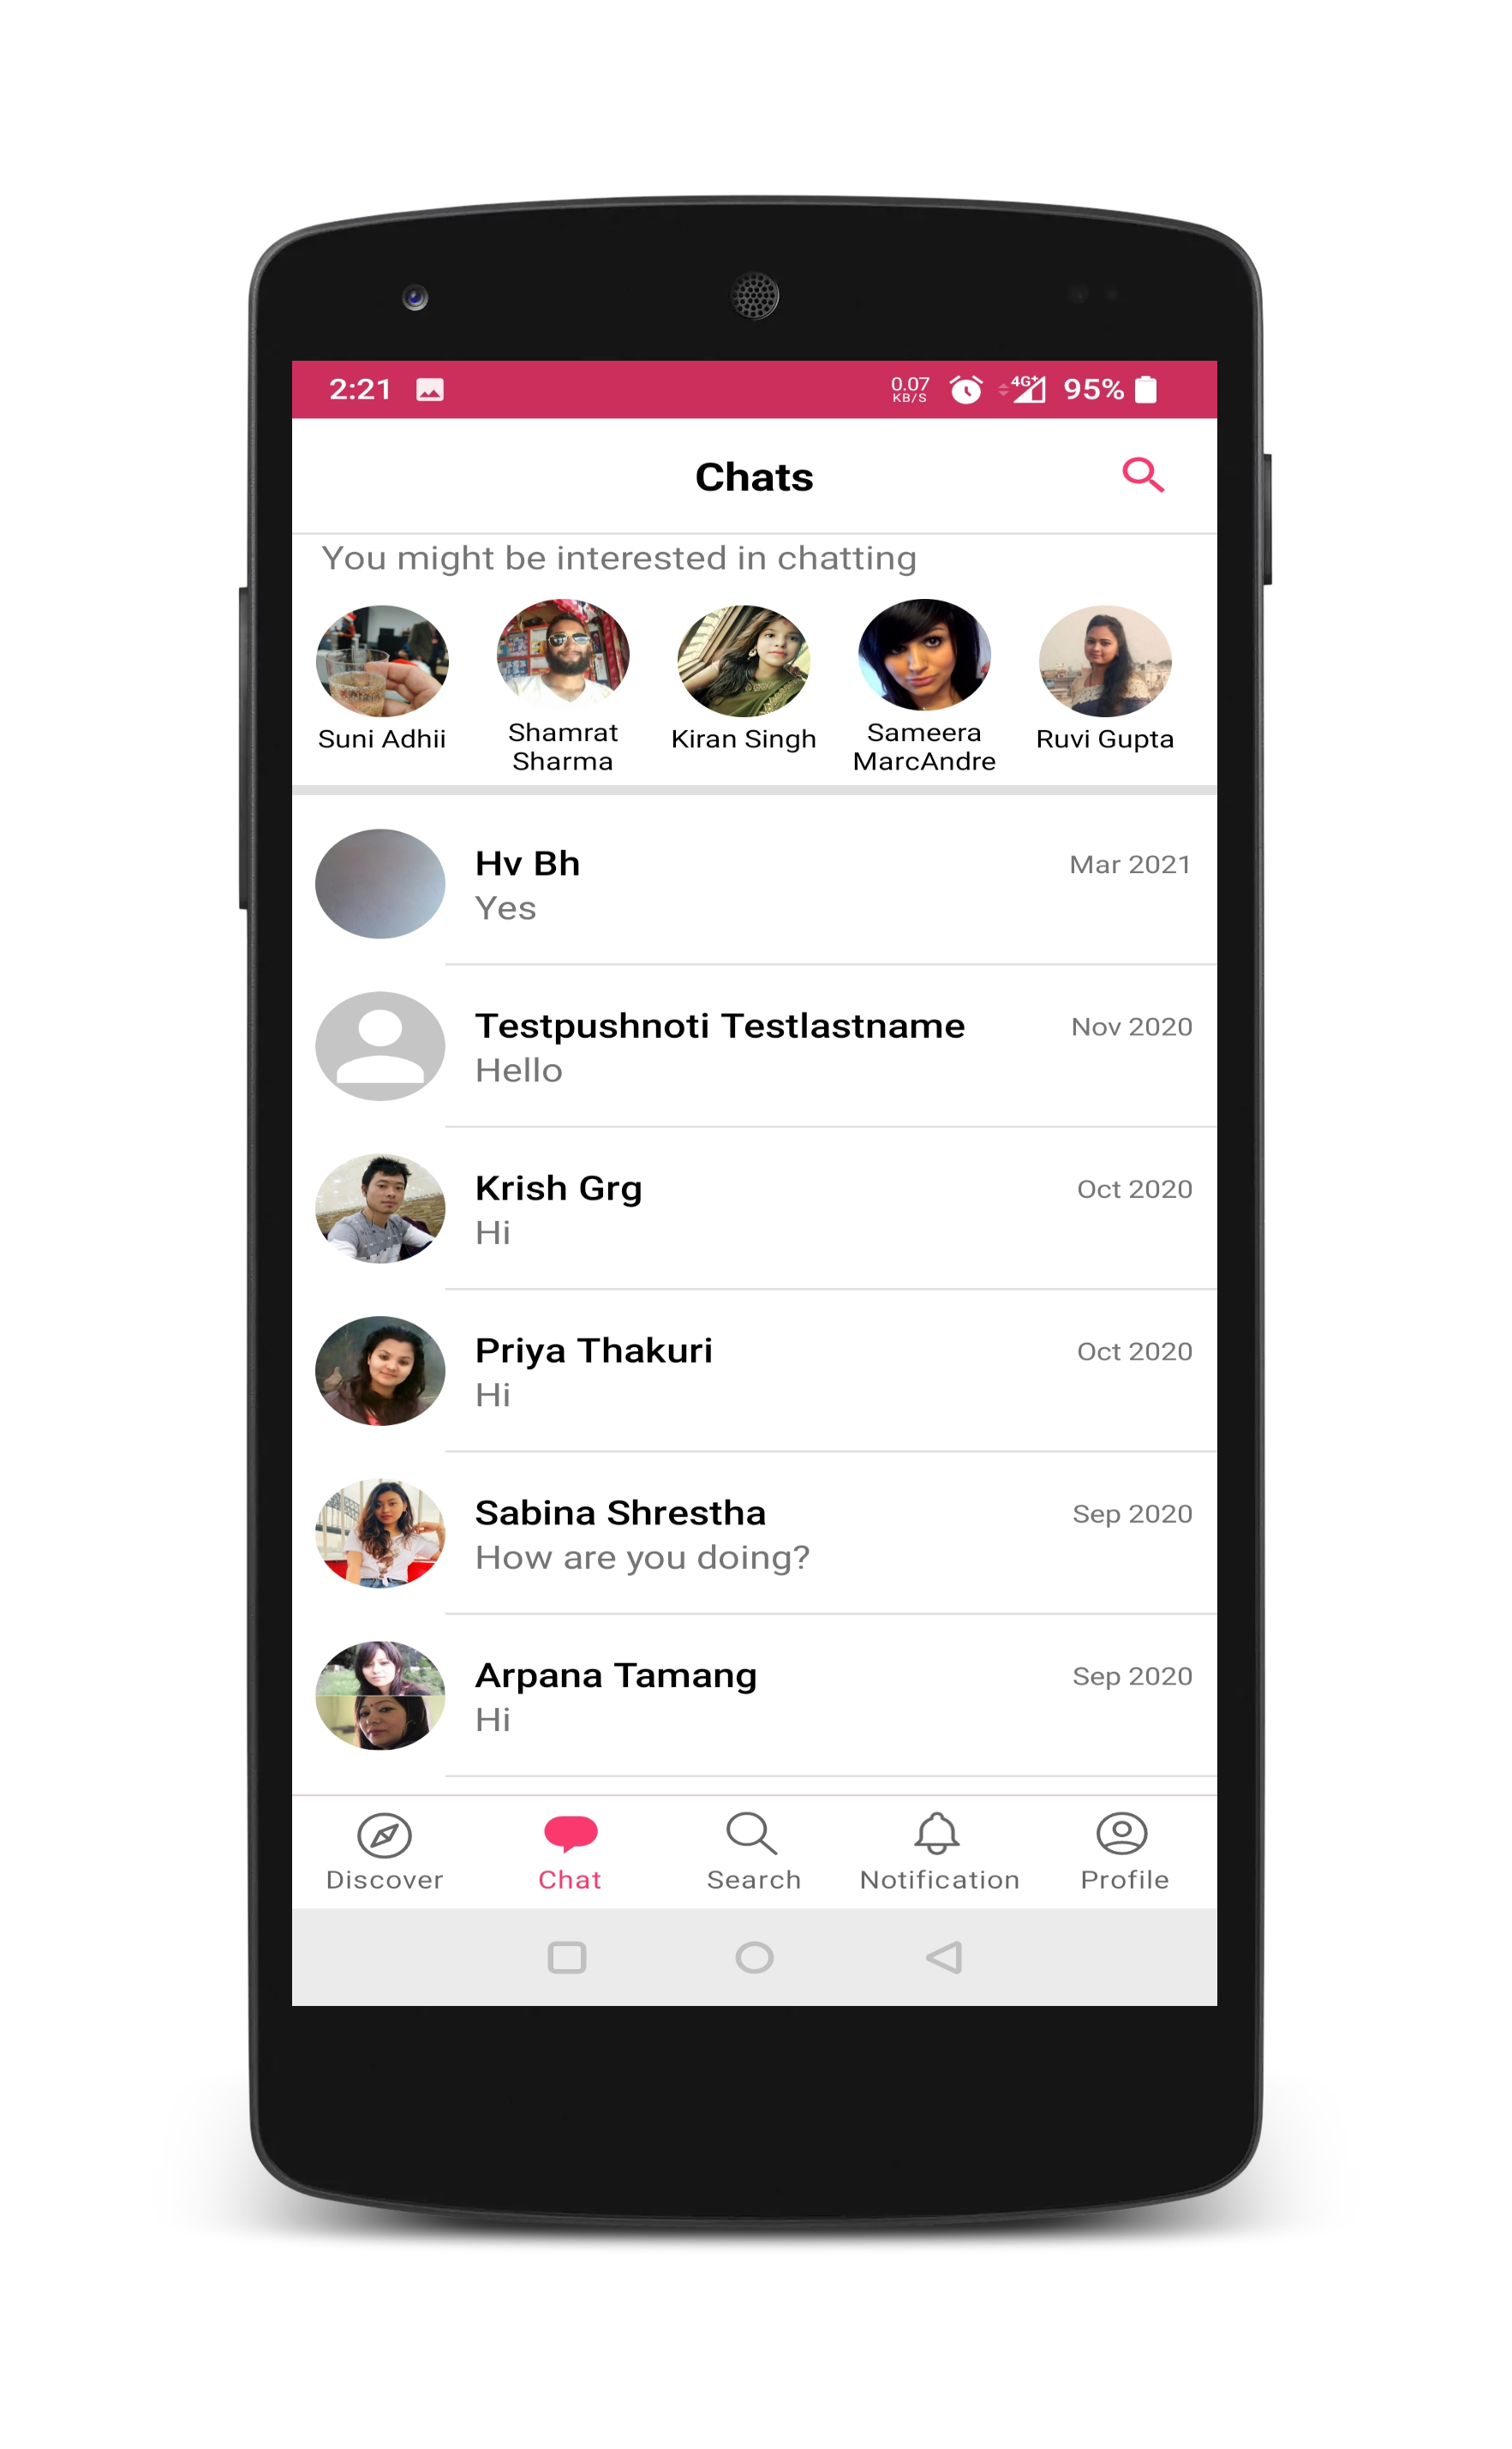 2:21 0.07 KB/S 4G+ 95%
Chats
You might be interested in chatting
Suni Adhii
Shamrat
Sharma
Kiran Singh
Sameera
MarcAndre
Ruvi Gupta
Hv Bh Mar 2021
Yes
Testpushnoti Testlastname Nov 2020
Hello
Krish Grg Oct 2020
Hi
Priya Thakuri Oct 2020
Hi
Sabina Shrestha Sep 2020
How are you doing?
Arpana Tamang Sep 2020
Hi
Discover Chat Search Notification Profile